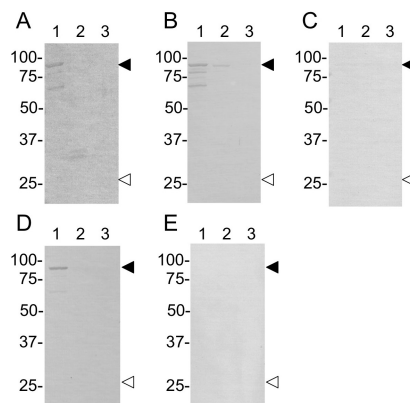 A B C
1 2 3 1 2 3 1 2 3
100- 100- 100-
75- 75- 75-
50- 50- 50-
37- 37- 37-
25- 25- 25-
D E
1 2 3 1 2 3
100- 100-
75- 75-
50- 50-
37- 37-
25- 25-